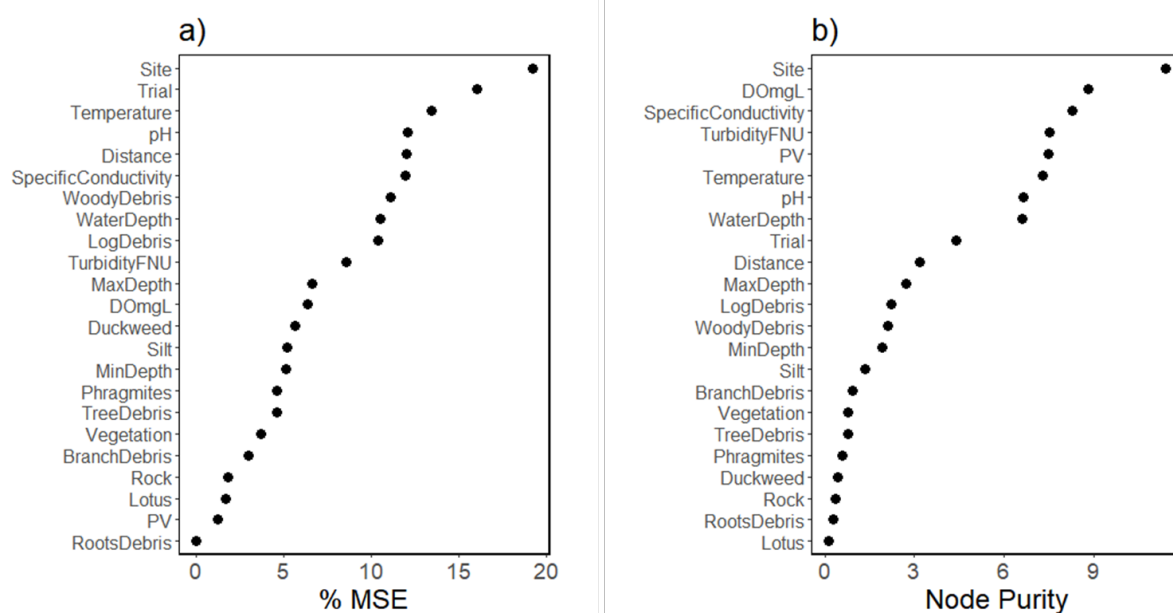 a)
Site
Trial
Temperature
pH
Distance
SpecificConductivity
WoodyDebris
WaterDepth
LogDebris
TurbidityFNU
MaxDepth
DOmgL
Duckweed
Silt
MinDepth
Phragmites
TreeDebris
Vegetation
BranchDebris
Rock
Lotus
PV
RootsDebris
0 5 10 15 20
% MSE
b)
Site
DOmgL
SpecificConductivity
TurbidityFNU
PV
Temperature
pH
WaterDepth
Trial
Distance
MaxDepth
LogDebris
WoodyDebris
MinDepth
Silt
BranchDebris
Vegetation
TreeDebris
Phragmites
Duckweed
Rock
RootsDebris
Lotus
0 3 6 9
Node Purity